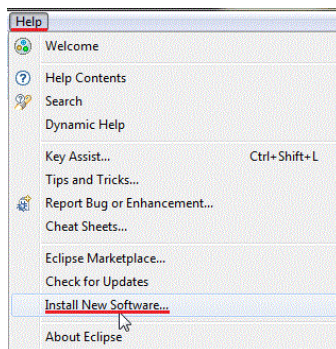 Help
Welcome
Help Contents
Search
Dynamic Help
Key Assist... Ctrl+Shift+L
Tips and Tricks...
Report Bug or Enhancement...
Cheat Sheets...
Eclipse Marketplace...
Check for Updates
Install New Software...
About Eclipse